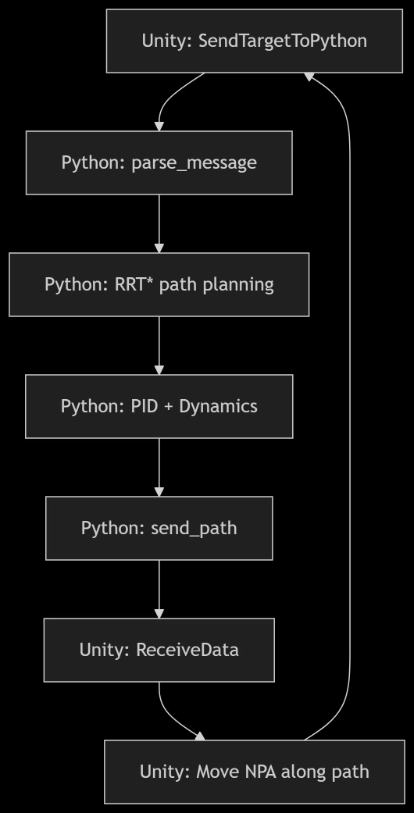 Unity: SendTargetToPython
Python: parse_message
Python: RRT* path planning
Python: PID + Dynamics
Python: send_path
Unity: ReceiveData
Unity: Move NPA along path